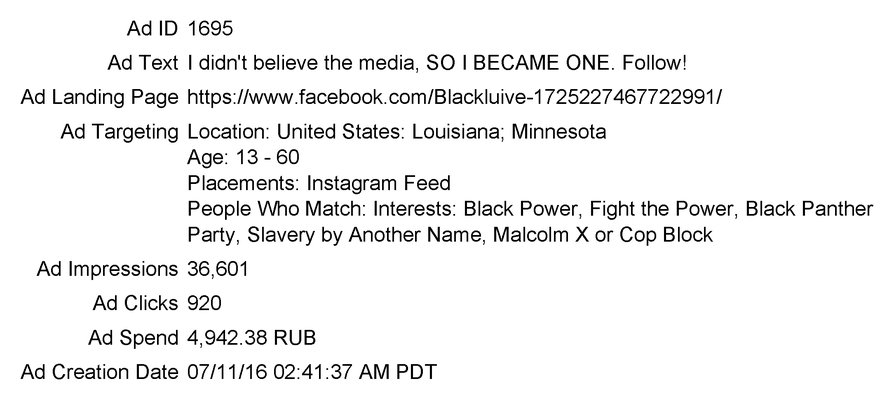 Ad ID 1695
Ad Text I didn't believe the media, SO I BECAME ONE. Follow!
Ad Landing Page https://www.facebook.com/Blackluive-1725227467722991/
Ad Targeting Location: United States: Louisiana; Minnesota
Age: 13 - 60
Placements: Instagram Feed
People Who Match: Interests: Black Power, Fight the Power, Black Panther
Party, Slavery by Another Name, Malcolm X or Cop Block
Ad Impressions 36,601
Ad Clicks 920
Ad Spend 4,942.38 RUB
Ad Creation Date 07/11/16 02:41:37 AM PDT